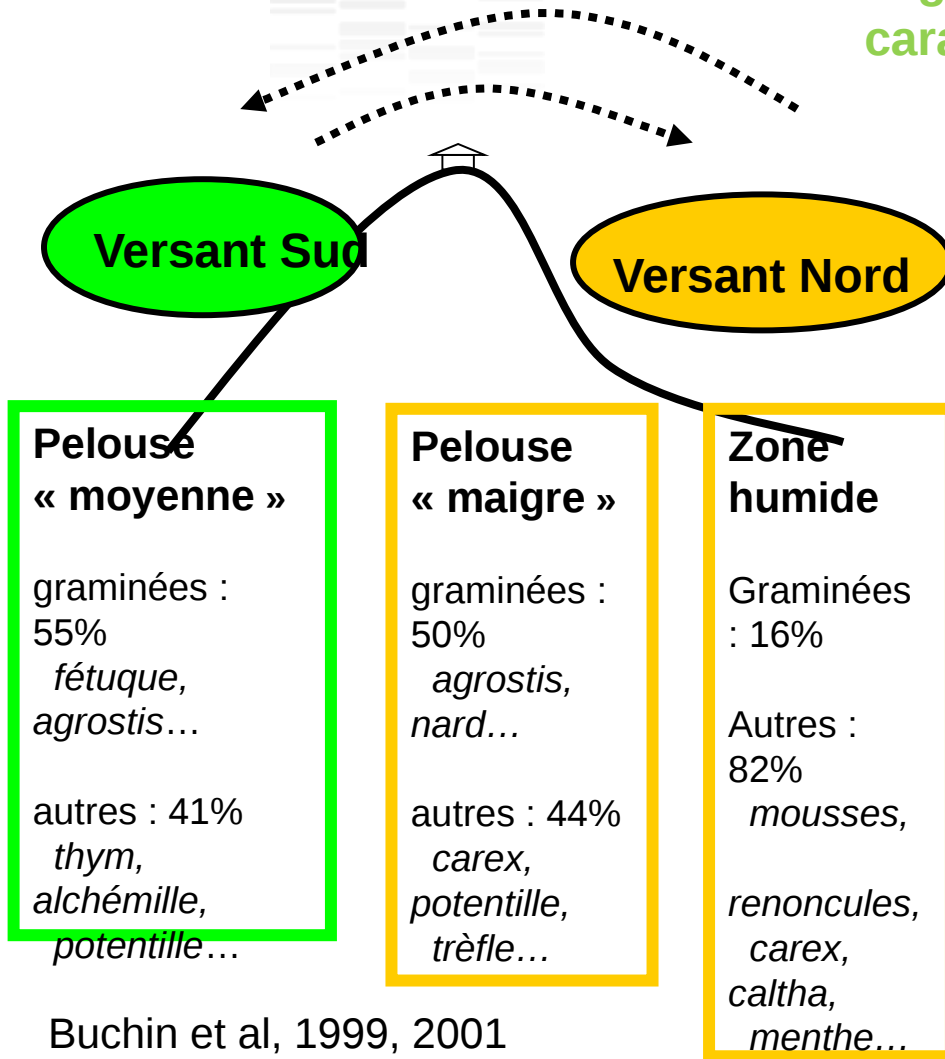 cara
Versant Sud
Versant Nord
Pelouse
« moyenne »
graminées :
55%
fétuque,
agrostis…
autres : 41%
thym,
alchémille,
potentille…
Pelouse
« maigre »
graminées :
50%
agrostis,
nard…
autres : 44%
carex,
potentille,
trèfle…
Zone
humide
Graminées
: 16%
Autres :
82%
mousses,
renoncules,
carex,
caltha,
menthe…
Buchin et al, 1999, 2001